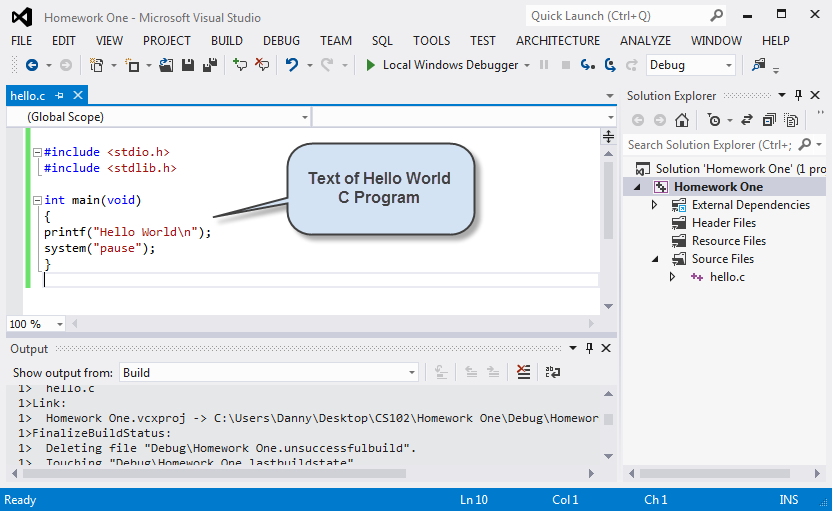 Homework One - Microsoft Visual Studio
Quick Launch (Ctrl+Q)
FILE EDIT VIEW PROJECT BUILD DEBUG TEAM SQL TOOLS TEST ARCHITECTURE ANALYZE WINDOW HELP
Local Windows Debugger
Debug
hello.c
(Global Scope)
#include <stdio.h>
#include <stdlib.h>
int main(void)
{
printf("Hello World\n");
system("pause");
}
Text of Hello World
C Program
100 %
Solution Explorer
Search Solution Explorer (Ctrl+;
Solution 'Homework One' (1 pro
Homework One
External Dependencies
Header Files
Resource Files
Source Files
hello.c
Output
Show output from: Build
1> hello.c
1>Link:
1> Homework One.vcxproj -> C:\Users\Danny\Desktop\CS102\Homework One\Debug\Homewor
1>FinalizeBuildStatus:
1> Deleting file "Debug\Homework One.unsuccessfulbuild".
1> Touching "Debug\Homework One.lastbuildstate"
Ready Ln 10 Col 1 Ch 1 INS